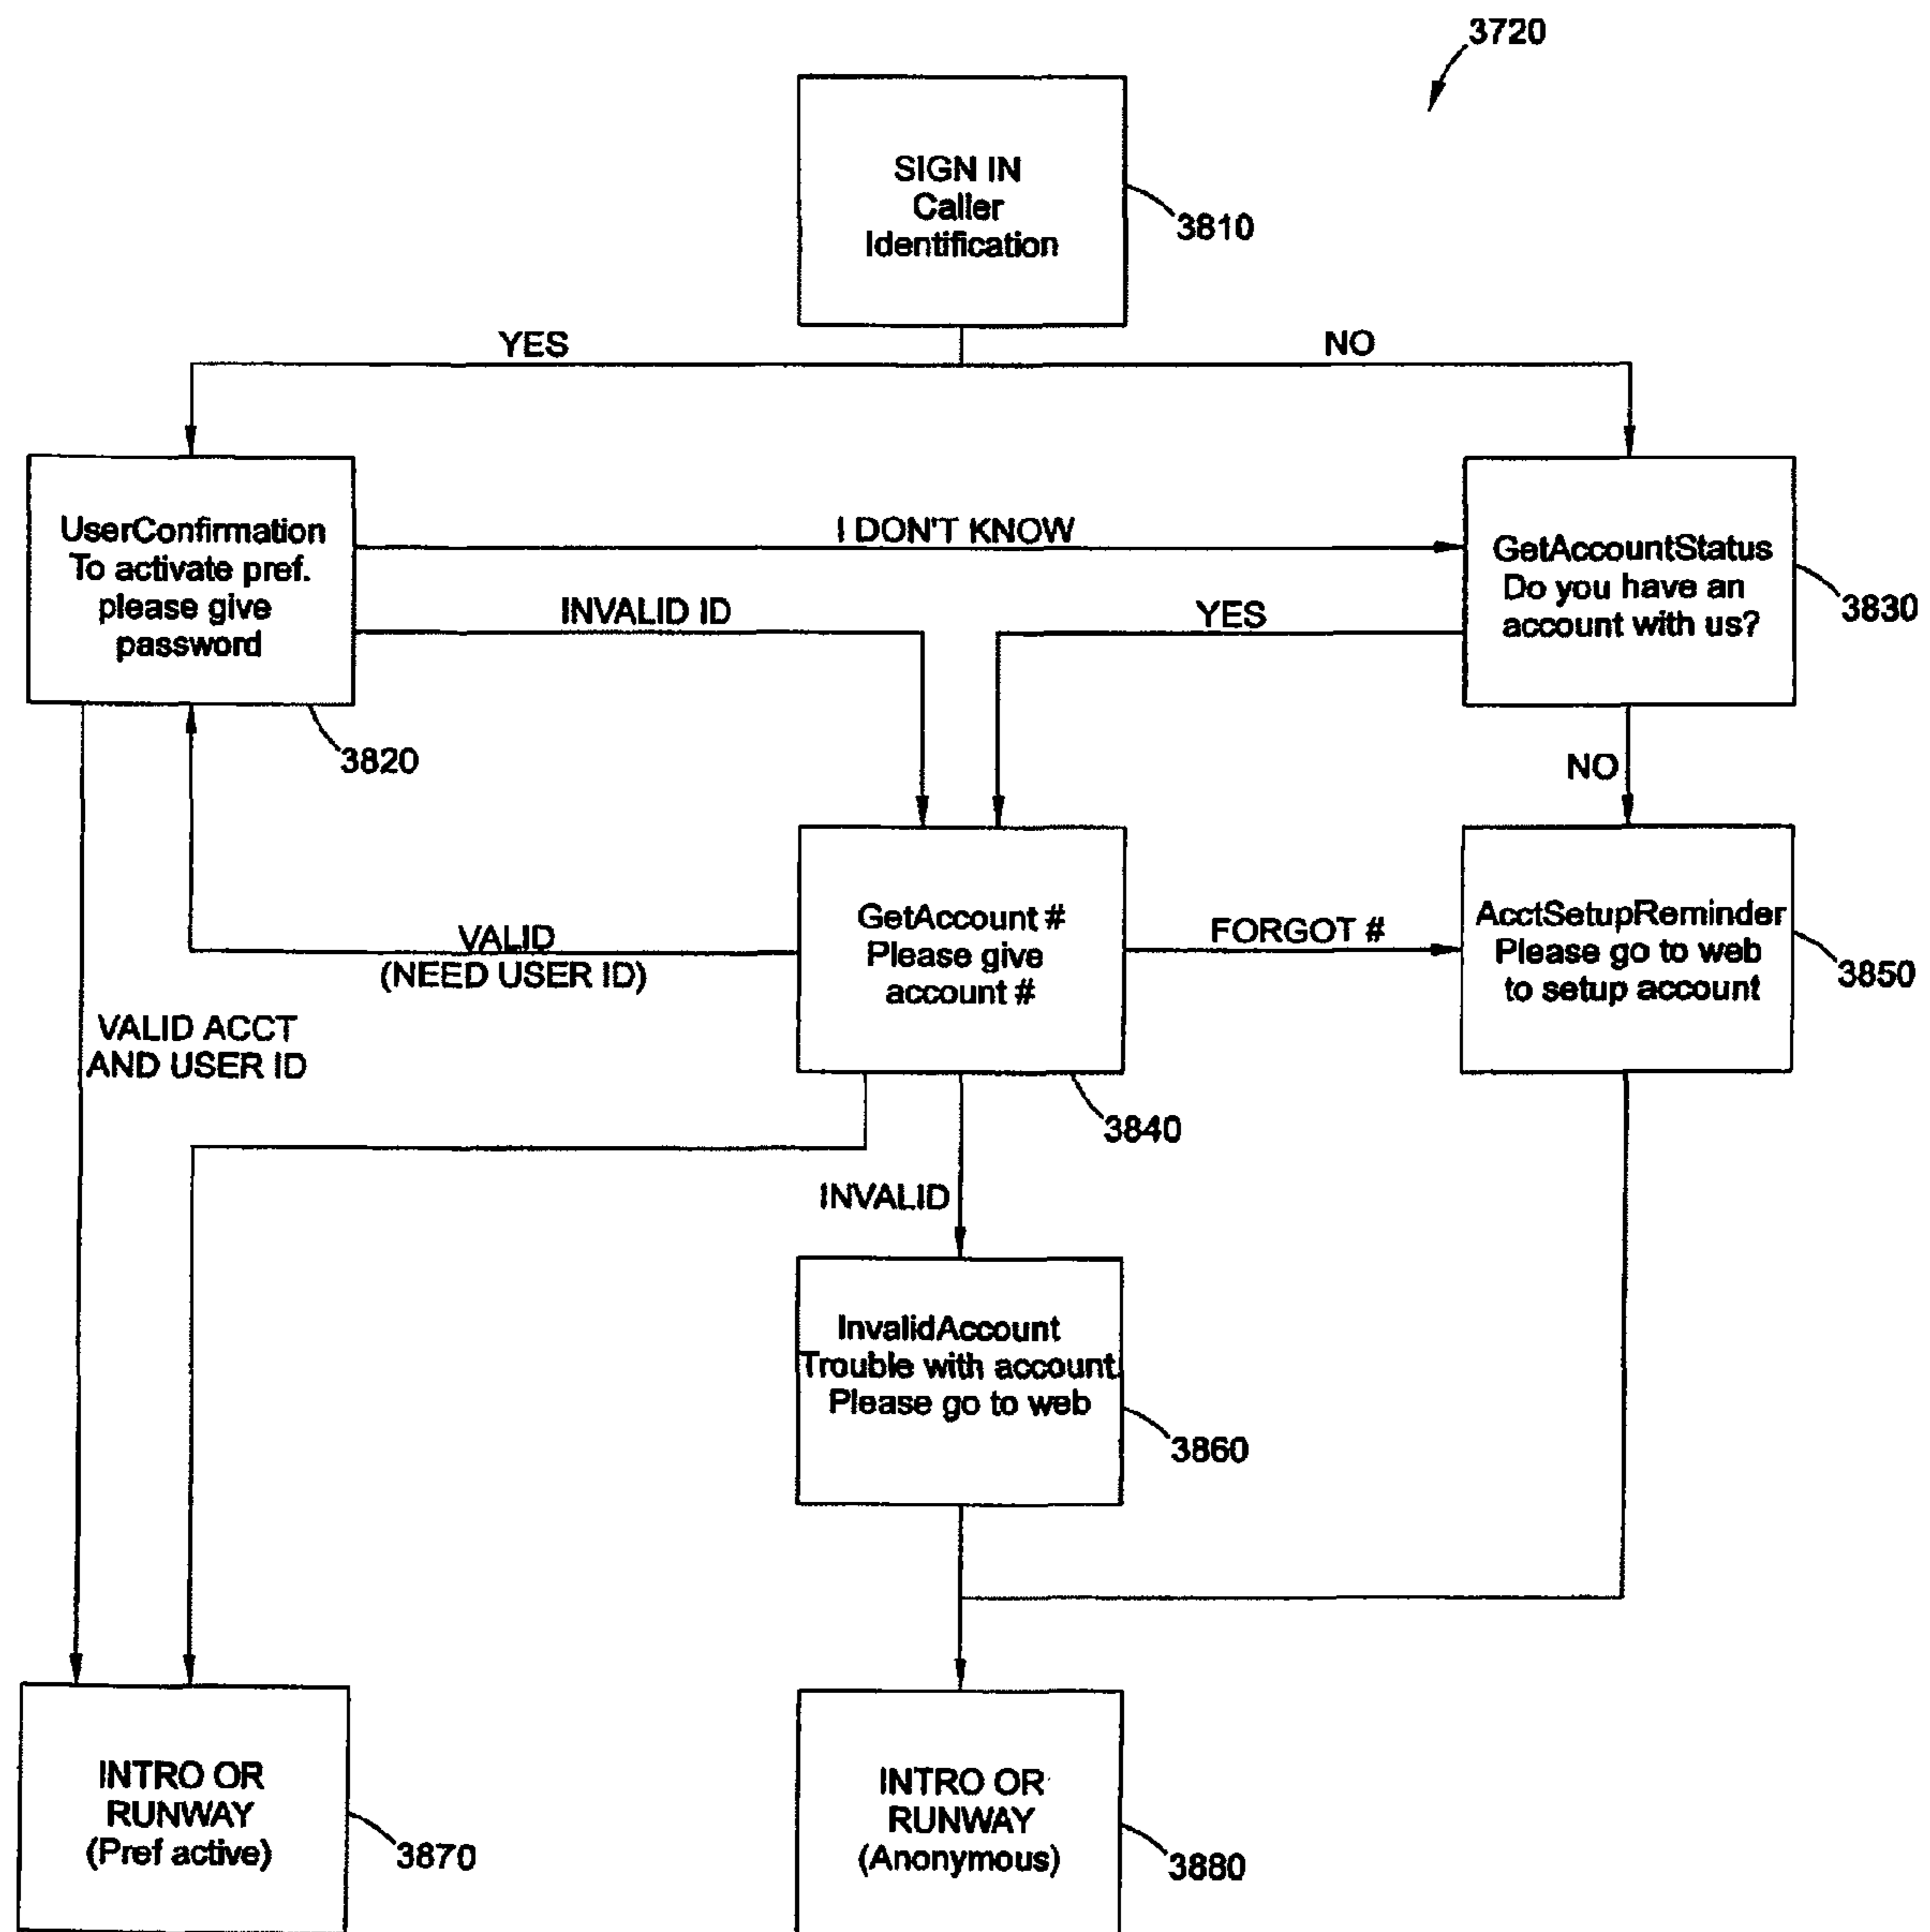 3720
SIGN IN
Caller
Identification
3810
YES
NO
UserConfirmation
To activate pref.
please give
password
3820
I DON'T KNOW
INVALID ID
YES
GetAccountStatus
Do you have an
account with us?
3830
NO
VALID
(NEED USER ID)
GetAccount #
Please give
account #
3840
FORGOT #
AcctSetupReminder
Please go to web
to setup account
3850
VALID ACCT
AND USER ID
INVALID
InvalidAccount
Trouble with account.
Please go to web
3860
INTRO OR
RUNWAY
(Pref active)
3870
INTRO OR
RUNWAY
(Anonymous)
3880